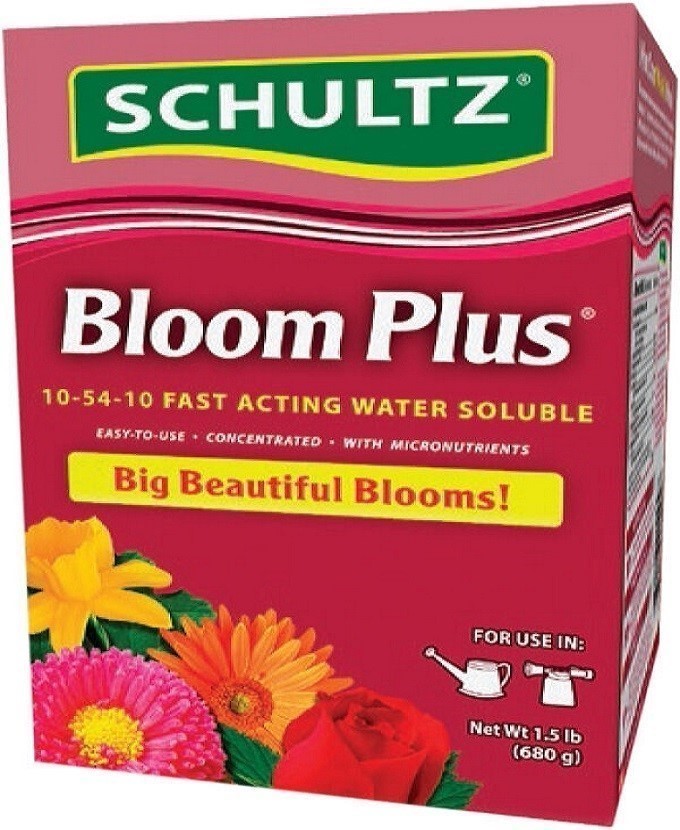 SCHULTZ®
Bloom Plus®
10-54-10 FAST ACTING WATER SOLUBLE
EASY-TO-USE • CONCENTRATED • WITH MICRONUTRIENTS
Big Beautiful Blooms!
FOR USE IN:
Net Wt 1.5 lb
(680 g)